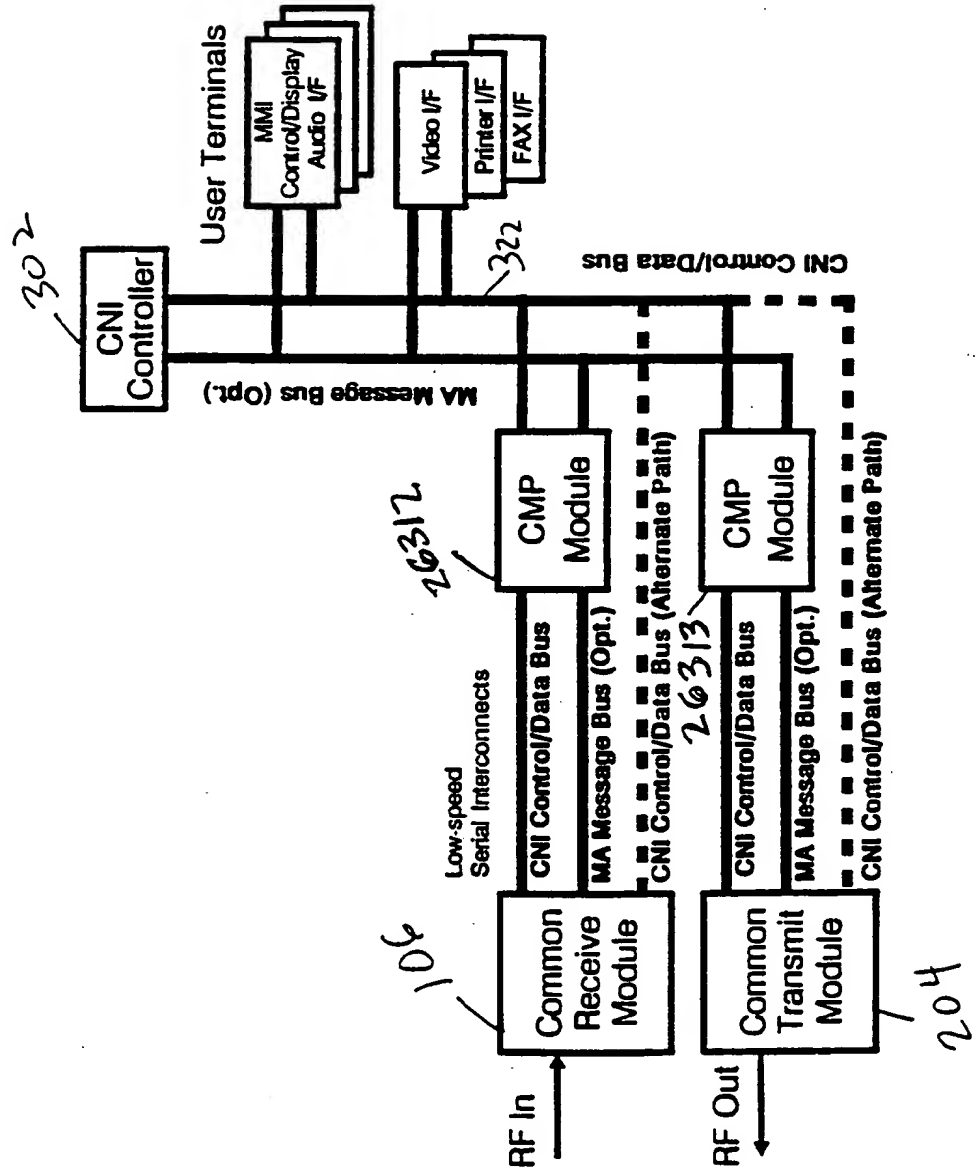 302
CNI
Controller
User Terminals
MMI
Control/Display
Audio I/F
Video I/F
Printer I/F
FAX I/F
322
MA Message Bus (Opt.)
CNI Control/Data Bus
26312
CMP
Module
26313
CMP
Module
Low-speed
Serial Interconnects
CNI Control/Data Bus
MA Message Bus (Opt.)
CNI Control/Data Bus (Alternate Path)
CNI Control/Data Bus
MA Message Bus (Opt.)
CNI Control/Data Bus (Alternate Path)
106
Common
Receive
Module
RF In
Common
Transmit
Module
204
RF Out